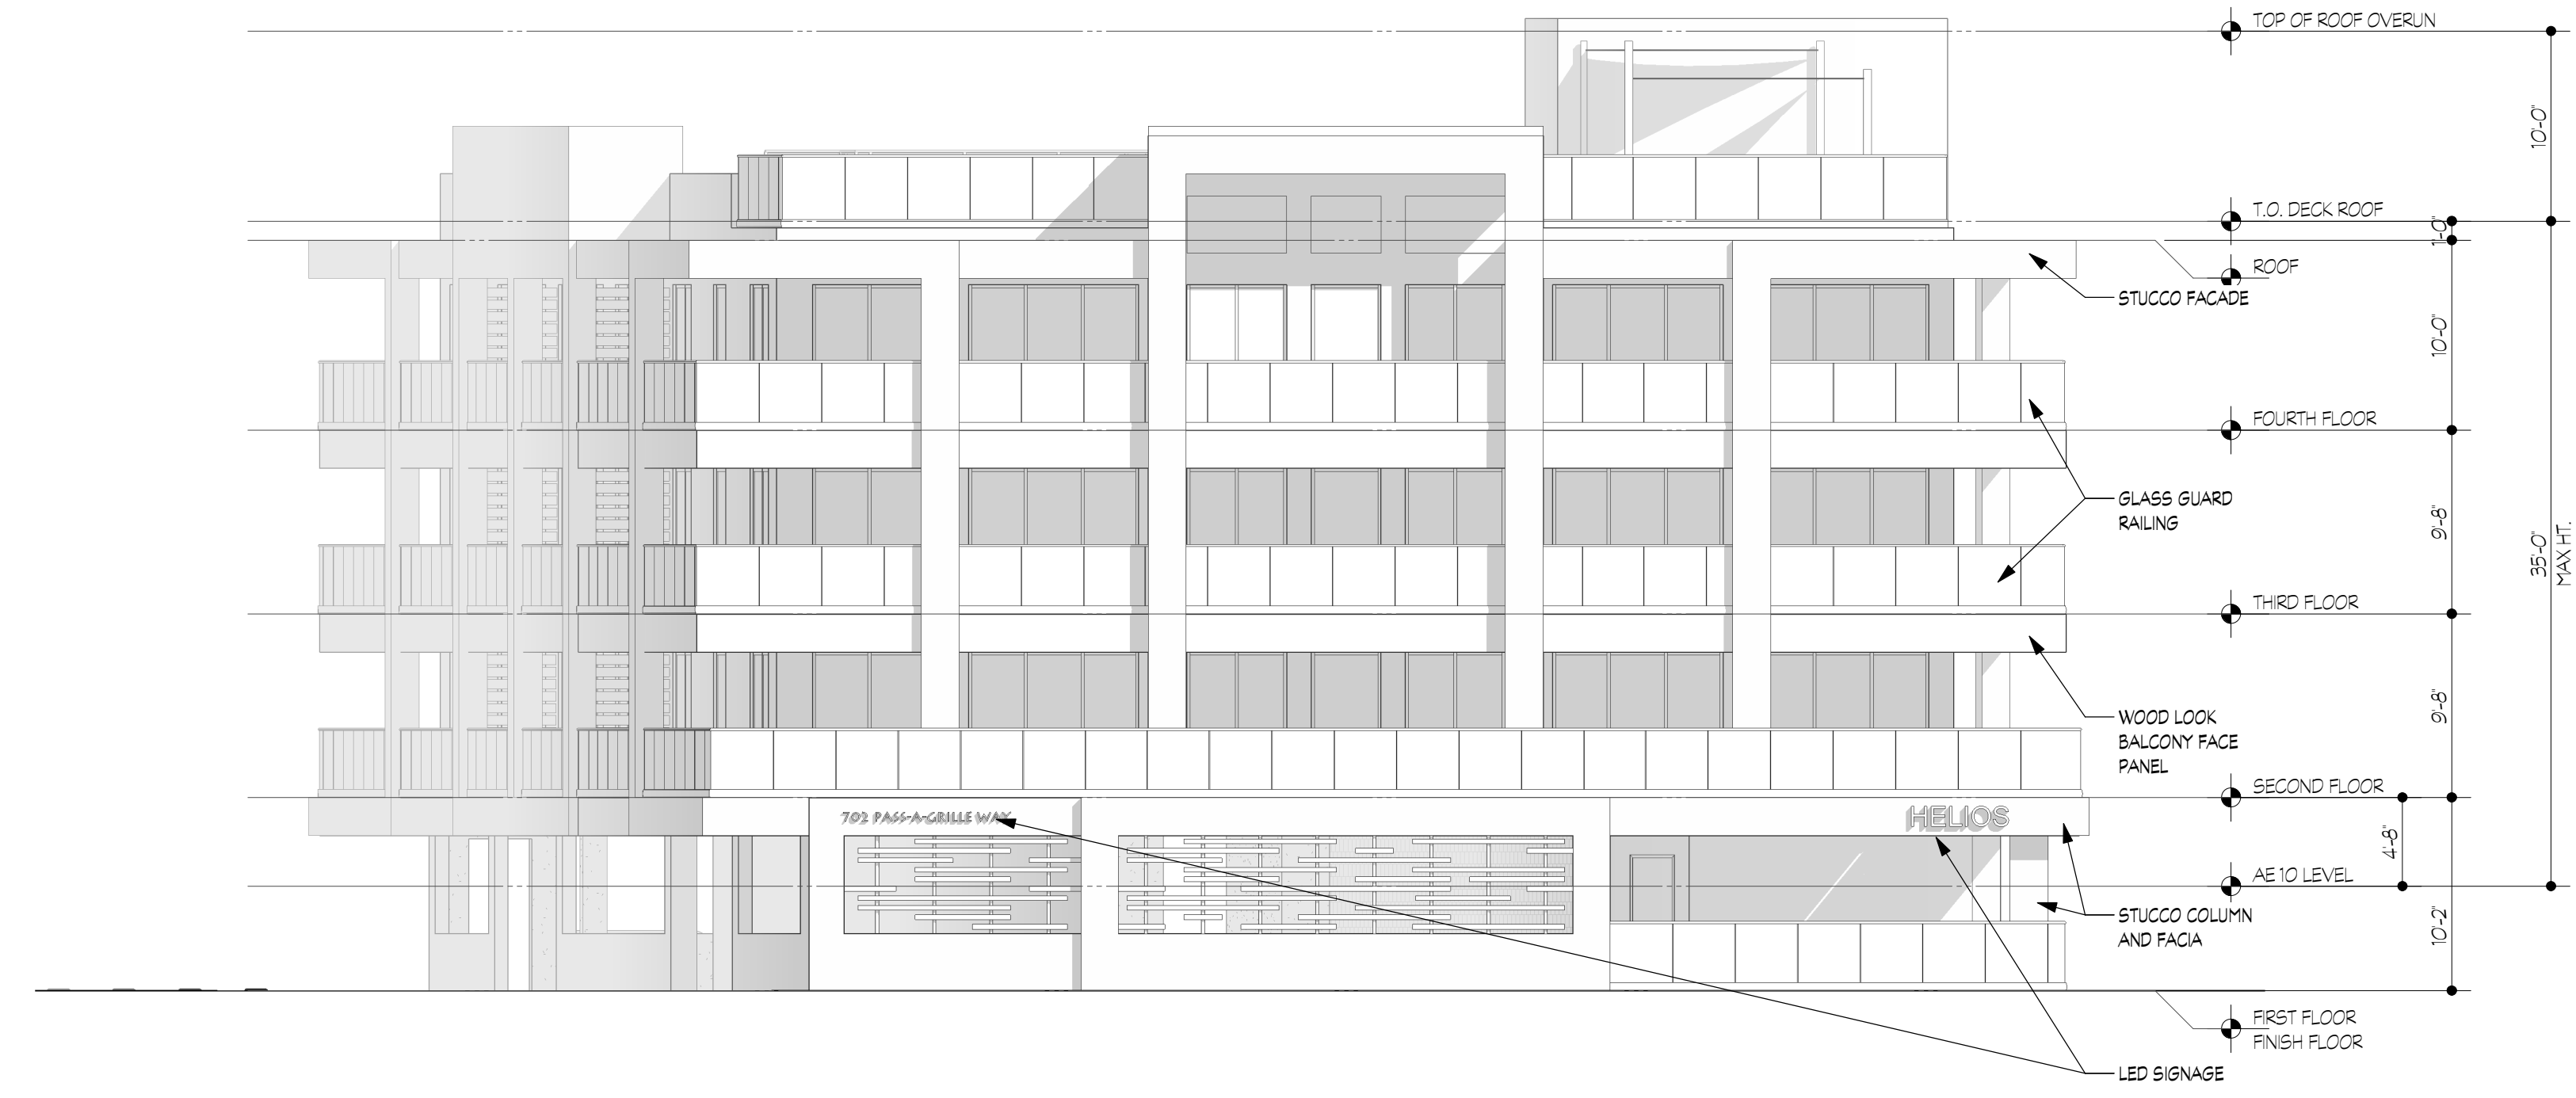 TOP OF ROOF OVERUN
10'-0"
T.O. DECK ROOF
1'-0"
ROOF
STUCCO FACADE
10'-0"
FOURTH FLOOR
GLASS GUARD
RAILING
9'-8"
35'-0"
MAX HT.
THIRD FLOOR
WOOD LOOK
BALCONY FACE
PANEL
9'-8"
SECOND FLOOR
702 PASS-A-GRILLE WAY
HELIOS
4'-8"
AE 10 LEVEL
STUCCO COLUMN
AND FACIA
10'-2"
FIRST FLOOR
FINISH FLOOR
LED SIGNAGE